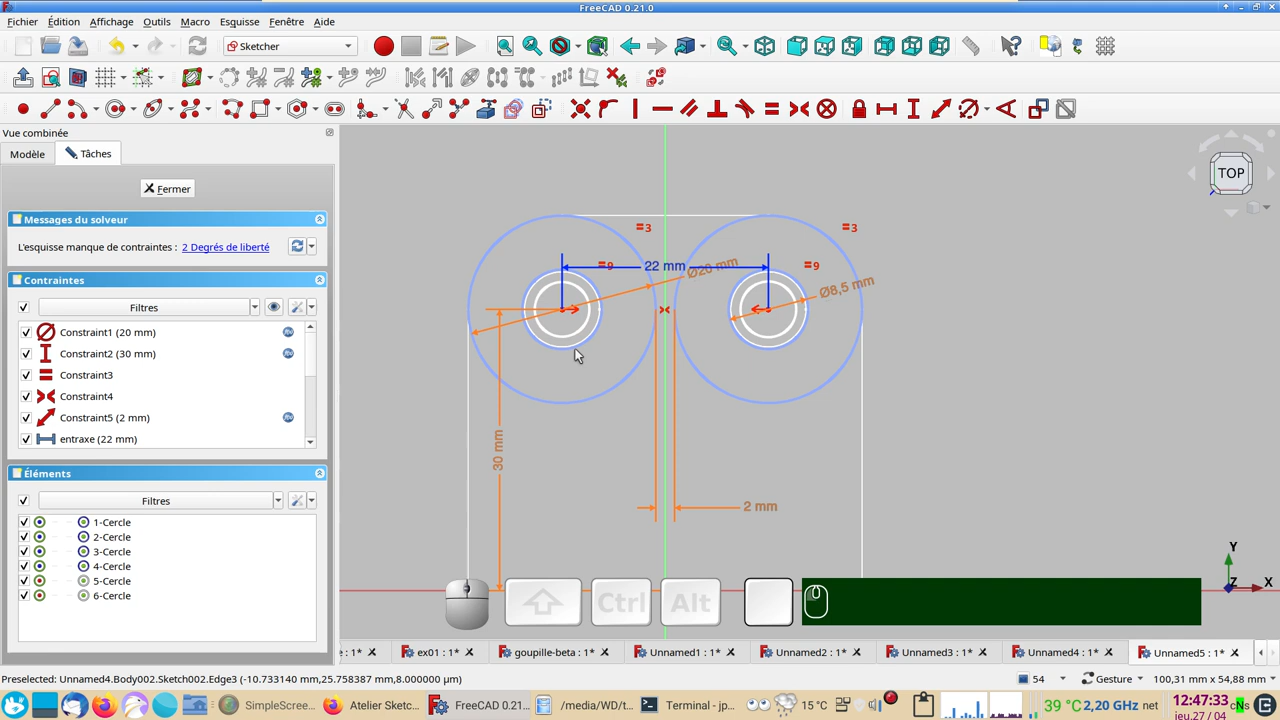 FreeCAD 0.21.0
Fichier Édition Affichage Outils Macro Esquisse Fenêtre Aide
Sketcher
Vue combinée
Modèle Tâches
Fermer
Messages du solveur
L'esquisse manque de contraintes : 2 Degrés de liberté
Contraintes
Filtres
Constraint1 (20 mm)
Constraint2 (30 mm)
Constraint3
Constraint4
Constraint5 (2 mm)
entraxe (22 mm)
Éléments
Filtres
1-Cercle
2-Cercle
3-Cercle
4-Cercle
5-Cercle
6-Cercle
TOP
3 3
9 22 mm Ø20 mm 9
Ø8,5 mm
30 mm
2 mm
Y
Z X
Ctrl Alt
e : 1* ex01 : 1* goupille-beta : 1* Unnamed1 : 1* Unnamed2 : 1* Unnamed3 : 1* Unnamed4 : 1* Unnamed5 : 1*
Preselected: Unnamed4.Body002.Sketch002.Edge3 (-10.733140 mm,25.758387 mm,8.000000 µm)
54 Gesture 100,31 mm x 54,88 mm
SimpleScree... Atelier Sketc... FreeCAD 0.21... /media/WD/t... Terminal - jp... 15 °C 39 °C 2,20 GHz net 12:47:33
jeu.27 / 04